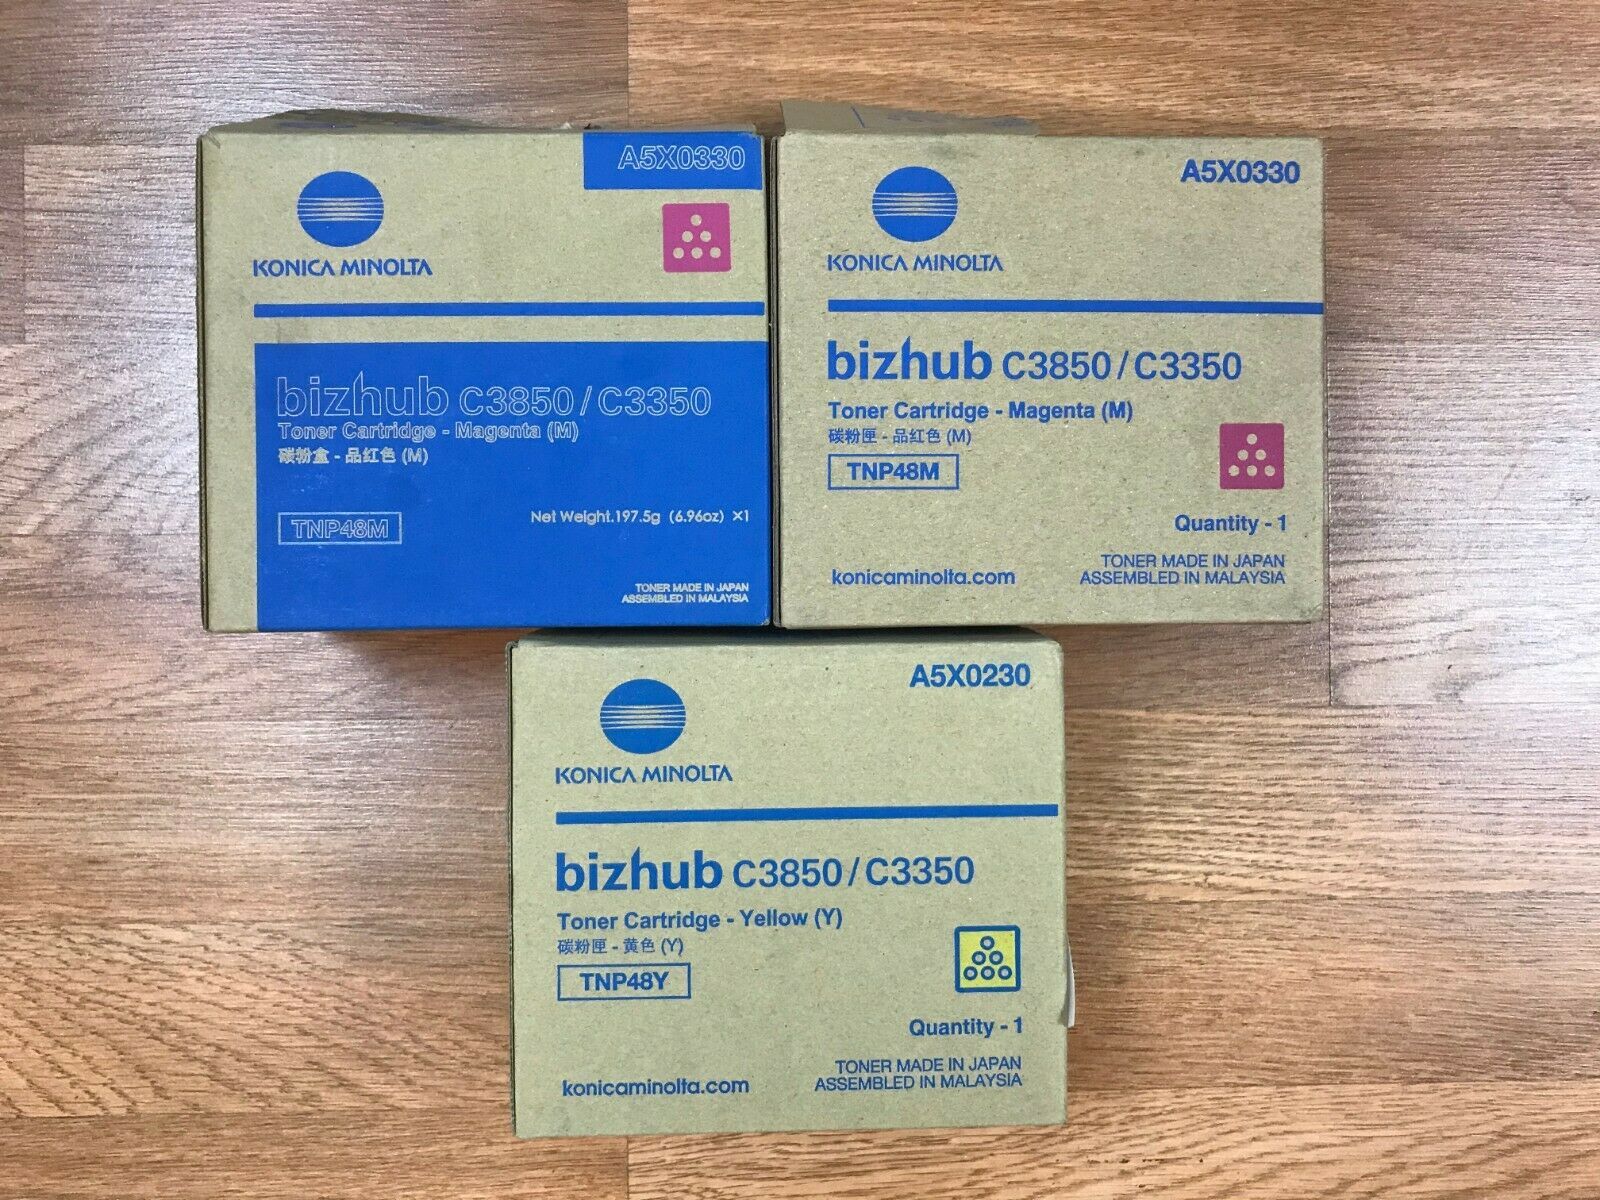 A5X0330
KONICA MINOLTA
bizhub C3850/C3350
Toner Cartridge - Magenta (M)
碳粉盒 - 品红色 (M)
Net Weight.197.5g (6.96oz) ×1
TNP48M
TONER MADE IN JAPAN
ASSEMBLED IN MALAYSIA
A5X0330
KONICA MINOLTA
bizhub C3850/C3350
Toner Cartridge - Magenta (M)
碳粉匣 - 品紅色 (M)
TNP48M
Quantity - 1
TONER MADE IN JAPAN
konicaminolta.com
ASSEMBLED IN MALAYSIA
A5X0230
KONICA MINOLTA
bizhub C3850/C3350
Toner Cartridge - Yellow (Y)
碳粉匣 - 黃色 (Y)
TNP48Y
Quantity - 1
TONER MADE IN JAPAN
konicaminolta.com
ASSEMBLED IN MALAYSIA